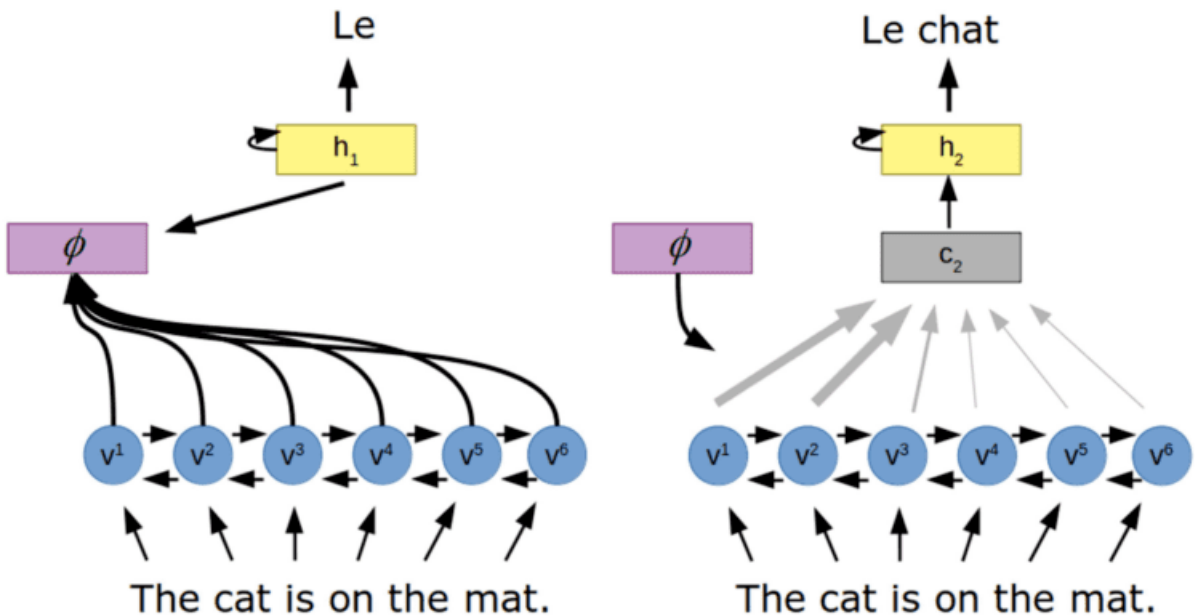 Le
h₁
ϕ
v¹ v² v³ v⁴ v⁵ v⁶
The cat is on the mat.
Le chat
h₂
ϕ
c₂
v¹ v² v³ v⁴ v⁵ v⁶
The cat is on the mat.